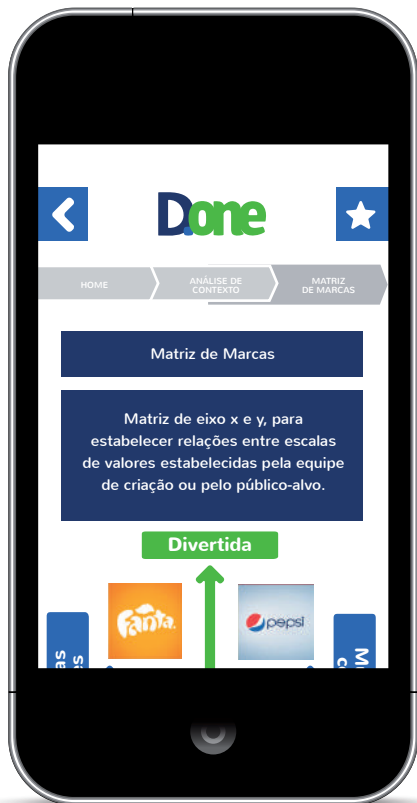 D.one
HOME
ANÁLISE DE
CONTEXTO
MATRIZ
DE MARCAS
Matriz de Marcas
Matriz de eixo x e y, para
estabelecer relações entre escalas
de valores estabelecidas pela equipe
de criação ou pelo público-alvo.
Divertida
Fanta
pepsi